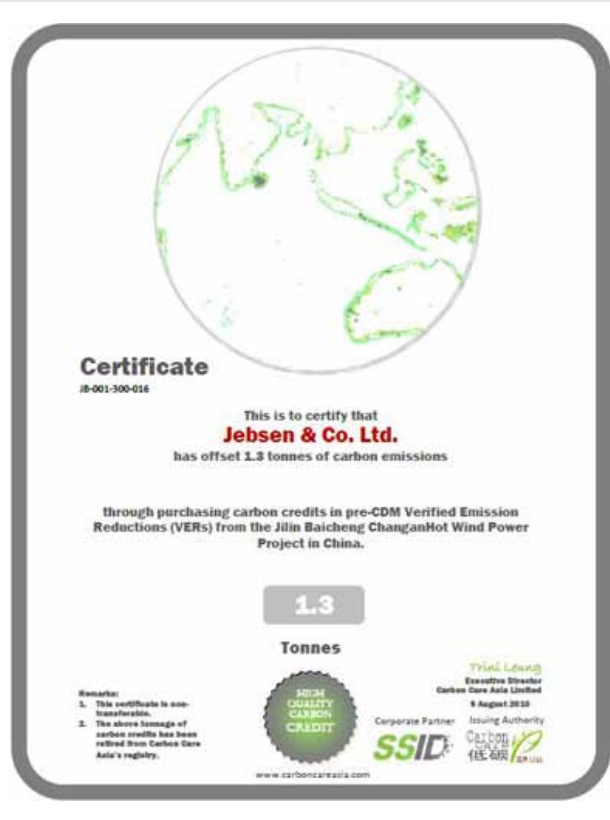 Certificate
JB-001-300-016
This is to certify that
Jebsen & Co. Ltd.
has offset 1.3 tonnes of carbon emissions
through purchasing carbon credits in pre-CDM Verified Emission
Reductions (VERs) from the Jilin Baicheng ChanganHot Wind Power
Project in China.
1.3
Tonnes
Remarks:
1. This certificate is non-
transferable.
2. The above tonnage of
carbon credits has been
retired from Carbon Care
Asia's registry.
HIGH
QUALITY
CARBON
CREDIT
www.carboncareasia.com
Trini Leung
Executive Director
Carbon Care Asia Limited
9 August 2010
Corporate Partner Issuing Authority
SSID
Carbon
CARE
低碳